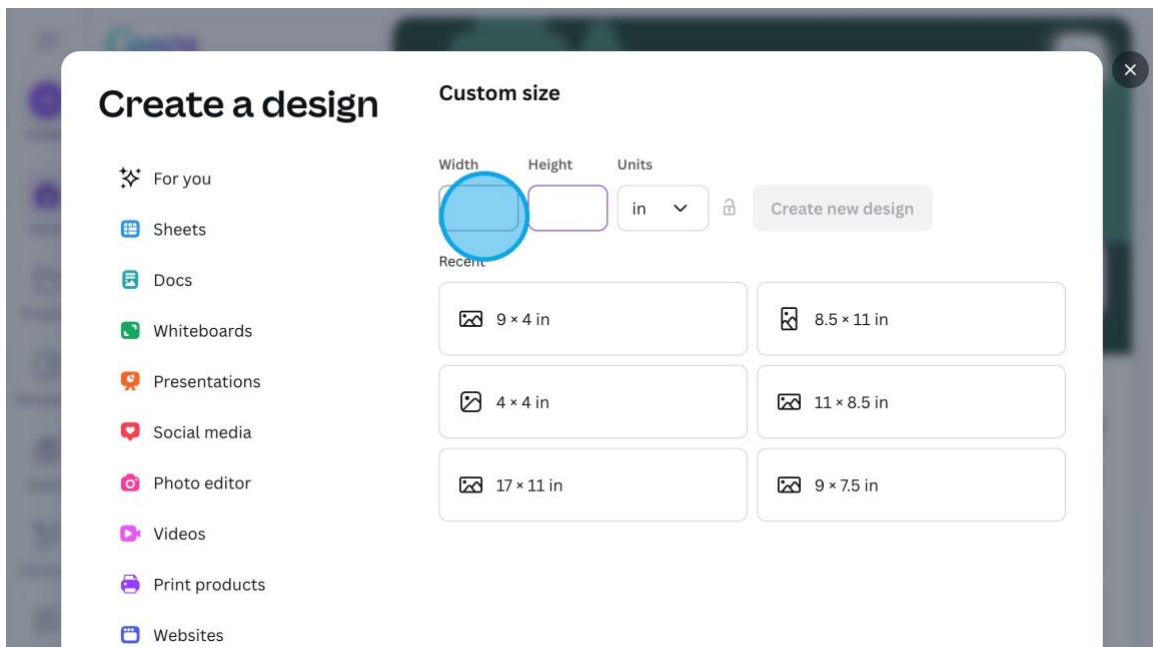 Create a design
For you
Sheets
Docs
Whiteboards
Presentations
Social media
Photo editor
Videos
Print products
Websites
Custom size
Width Height Units
in Create new design
Recent
9 × 4 in 8.5 × 11 in
4 × 4 in 11 × 8.5 in
17 × 11 in 9 × 7.5 in